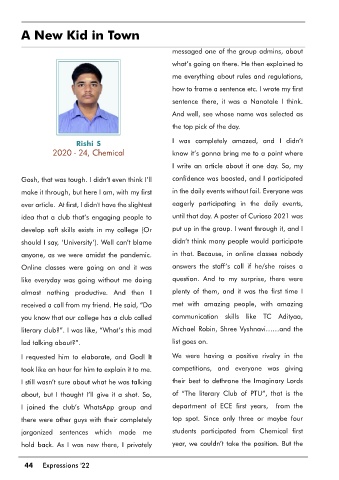 A New Kid in Town
Rishi S
2020 - 24, Chemical
Gosh, that was tough. I didn't even think I'll
make it through, but here I am, with my first
ever article. At first, I didn't have the slightest
idea that a club that's engaging people to
develop soft skills exists in my college (Or
should I say, 'University'). Well can't blame
anyone, as we were amidst the pandemic.
Online classes were going on and it was
like everyday was going without me doing
almost nothing productive. And then I
received a call from my friend. He said, "Do
you know that our college has a club called
literary club?". I was like, "What's this mad
lad talking about?".
I requested him to elaborate, and God! It
took like an hour for him to explain it to me.
I still wasn't sure about what he was talking
about, but I thought I'll give it a shot. So,
I joined the club's WhatsApp group and
there were other guys with their completely
jargonized sentences which made me
hold back. As I was new there, I privately
messaged one of the group admins, about
what's going on there. He then explained to
me everything about rules and regulations,
how to frame a sentence etc. I wrote my first
sentence there, it was a Nanotale I think.
And well, see whose name was selected as
the top pick of the day.
I was completely amazed, and I didn't
know it's gonna bring me to a point where
I write an article about it one day. So, my
confidence was boosted, and I participated
in the daily events without fail. Everyone was
eagerly participating in the daily events,
until that day. A poster of Curioso 2021 was
put up in the group. I went through it, and I
didn't think many people would participate
in that. Because, in online classes nobody
answers the staff's call if he/she raises a
question. And to my surprise, there were
plenty of them, and it was the first time I
met with amazing people, with amazing
communication skills like TC Adityaa,
Michael Robin, Shree Vyshnavi……and the
list goes on.
We were having a positive rivalry in the
competitions, and everyone was giving
their best to dethrone the Imaginary Lords
of "The literary Club of PTU", that is the
department of ECE first years, from the
top spot. Since only three or maybe four
students participated from Chemical first
year, we couldn't take the position. But the
44 Expressions '22